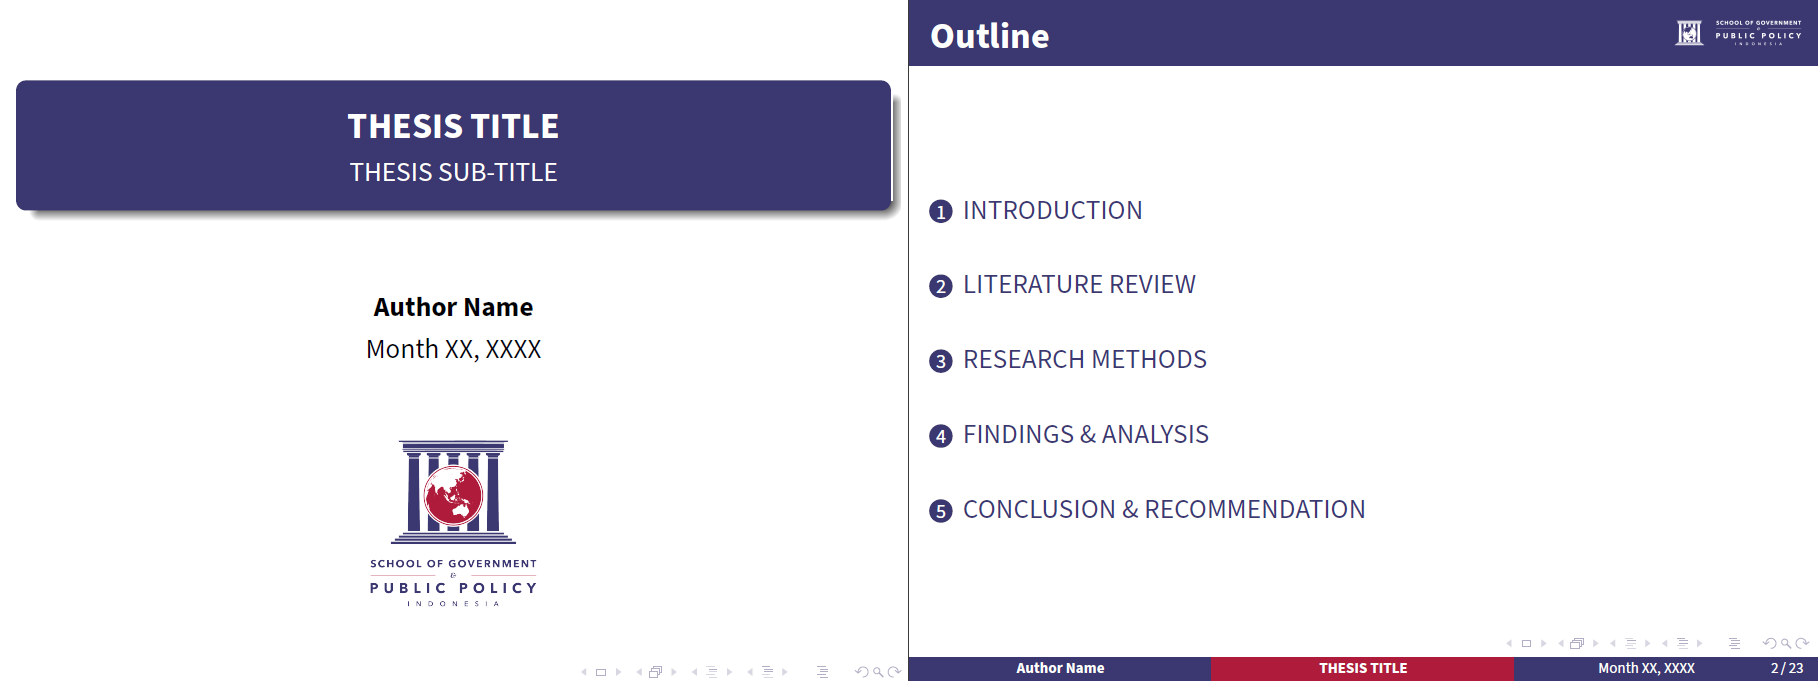 THESIS TITLE
THESIS SUB-TITLE
Author Name
Month XX, XXXX
SCHOOL OF GOVERNMENT
&
PUBLIC POLICY
INDONESIA
Outline
SCHOOL OF GOVERNMENT
&
PUBLIC POLICY
INDONESIA
1 INTRODUCTION
2 LITERATURE REVIEW
3 RESEARCH METHODS
4 FINDINGS & ANALYSIS
5 CONCLUSION & RECOMMENDATION
Author Name THESIS TITLE Month XX, XXXX 2 / 23